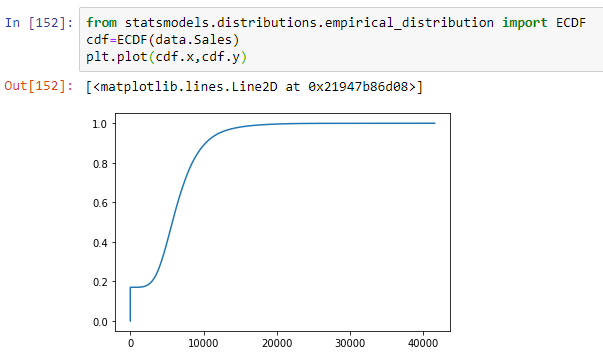 In [152]: from statsmodels.distributions.empirical_distribution import ECDF
cdf=ECDF(data.Sales)
plt.plot(cdf.x,cdf.y)
Out[152]: [<matplotlib.lines.Line2D at 0x21947b86d08>]
1.0
0.8
0.6
0.4
0.2
0.0
0 10000 20000 30000 40000